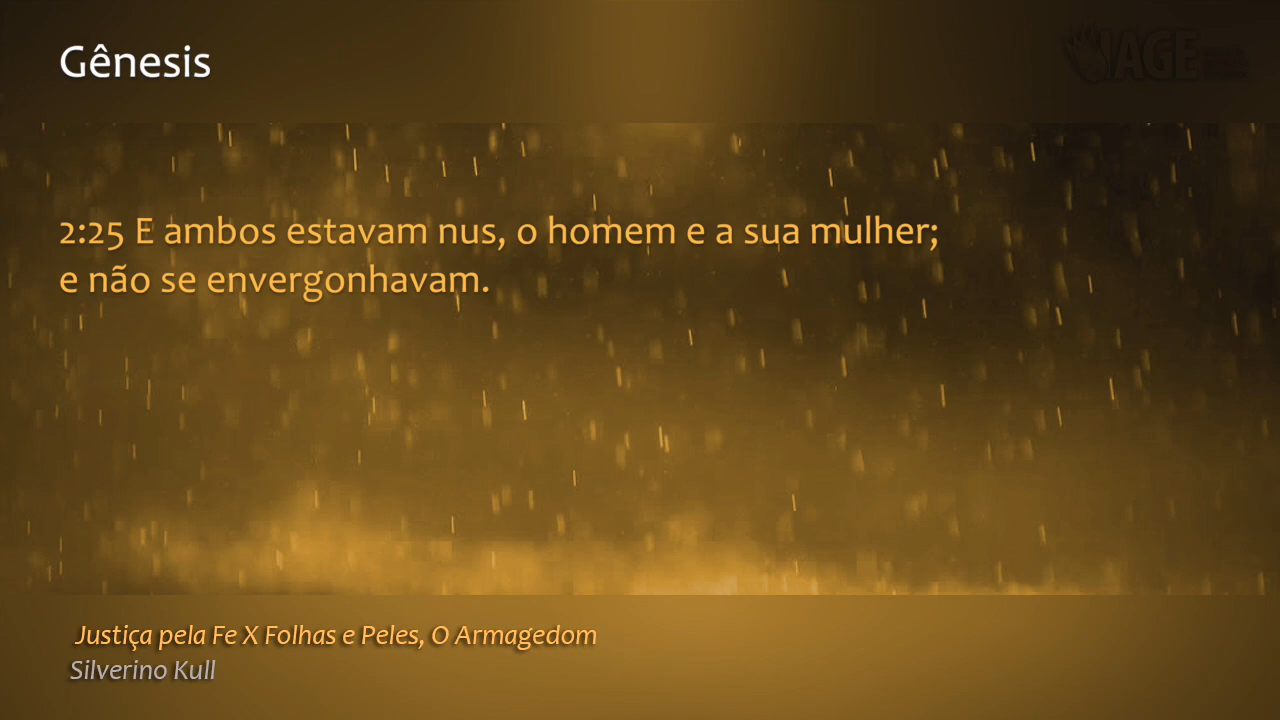 Gênesis
IAGE
2:25 E ambos estavam nus, o homem e a sua mulher;
e não se envergonhavam.
Justiça pela Fe X Folhas e Peles, O Armagedom
Silverino Kull